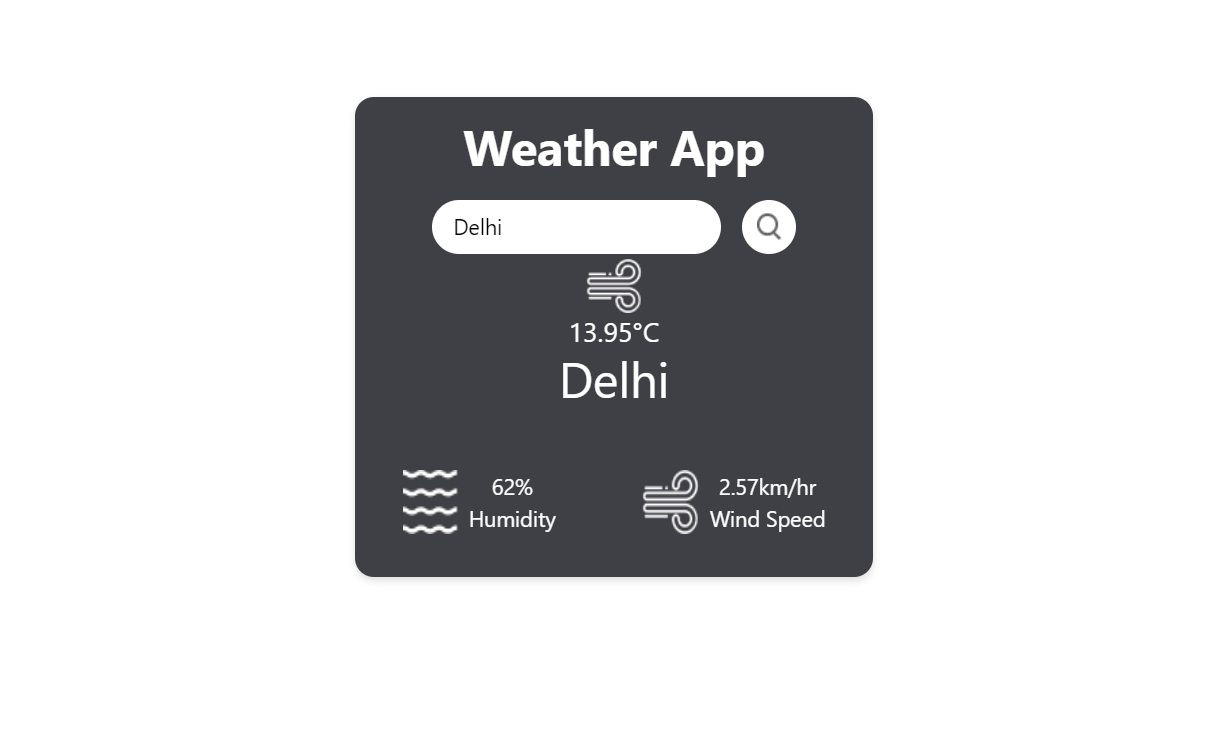 Weather App
Delhi
13.95°C
Delhi
62%
Humidity
2.57km/hr
Wind Speed